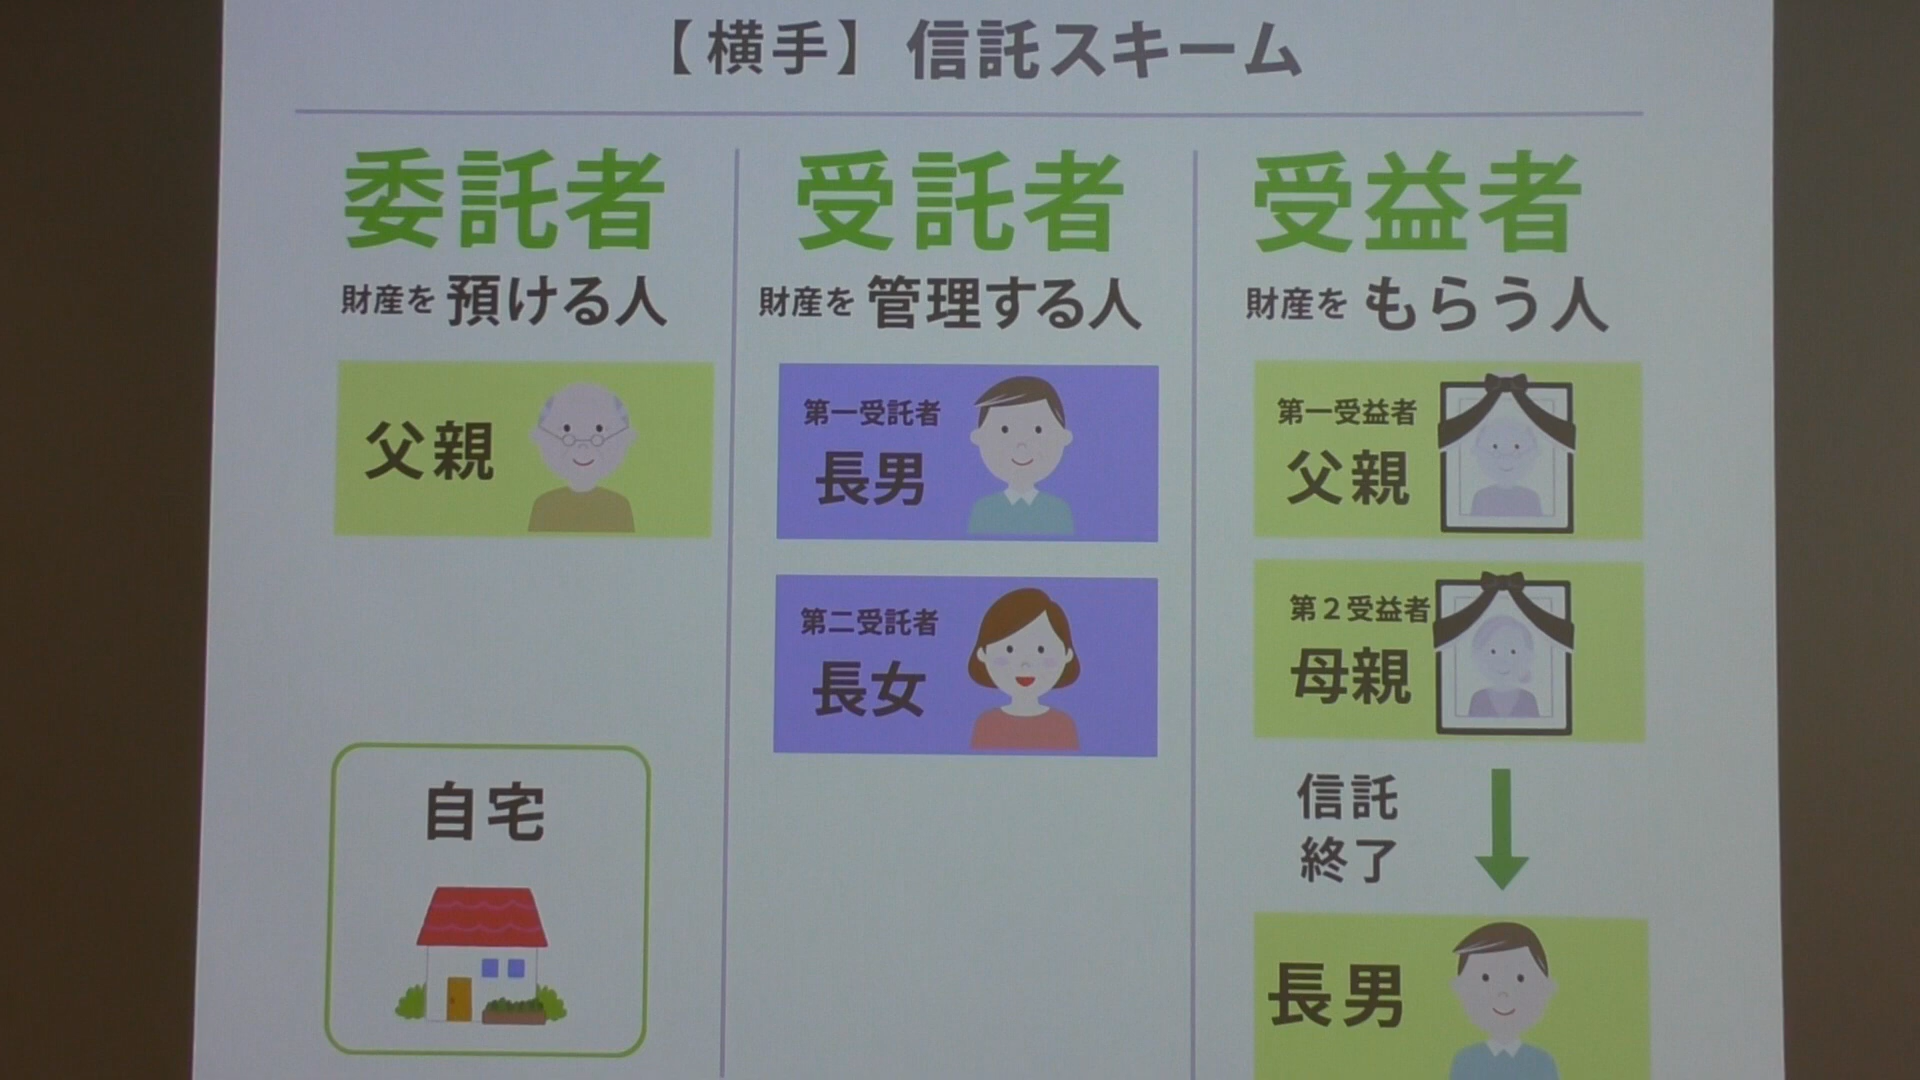 【横手】信託スキーム
委託者
財産を 預ける人
父親
自宅
受託者
財産を 管理する人
第一受託者
長男
第二受託者
長女
受益者
財産を もらう人
第一受益者
父親
第2受益者
母親
信託
終了
長男